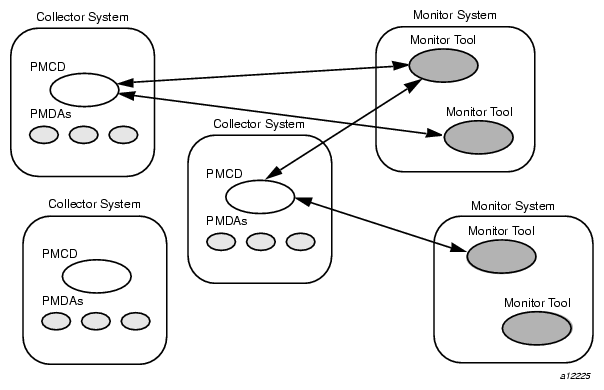 Collector System
PMCD
PMDAs
Monitor System
Monitor Tool
Monitor Tool
Collector System
PMCD
PMDAs
Collector System
PMCD
PMDAs
Monitor System
Monitor Tool
Monitor Tool
a12225